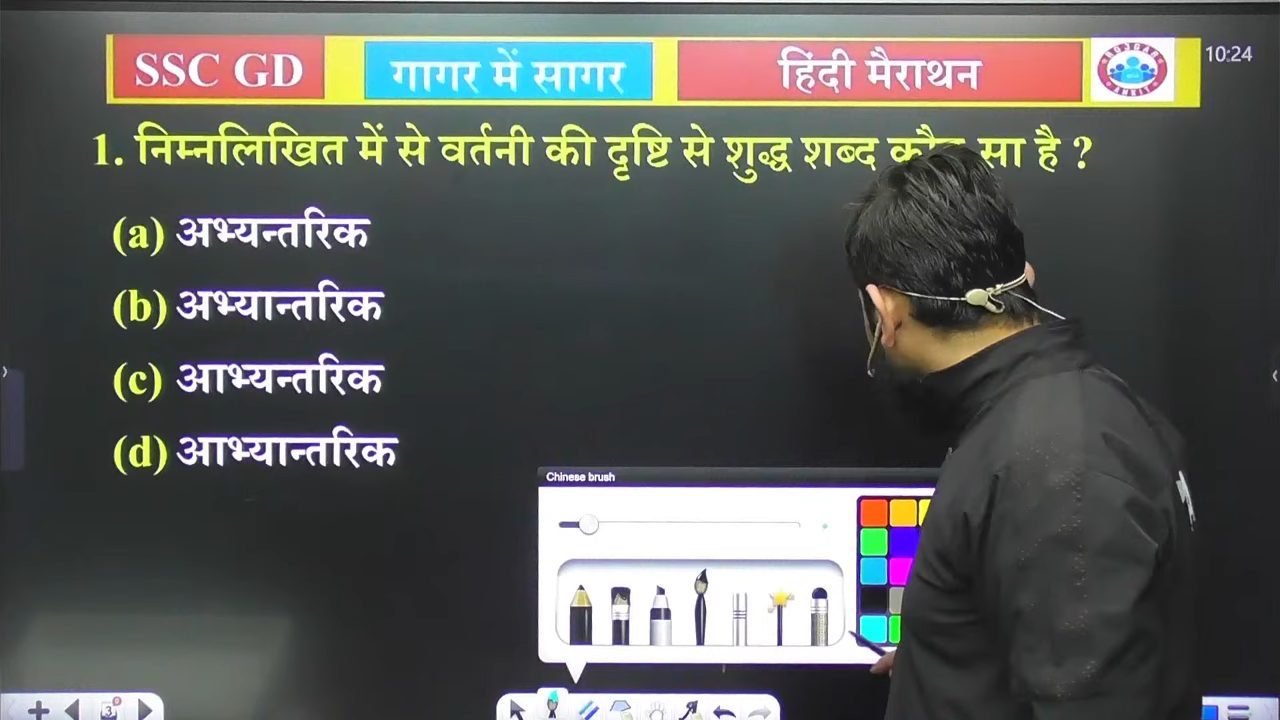 SSC GD गागर में सागर हिंदी मैराथन
10:24
1. निम्नलिखित में से वर्तनी की दृष्टि से शुद्ध शब्द कौन सा है ?
(a) अभ्यन्तरिक
(b) अभ्यान्तरिक
(c) आभ्यन्तरिक
(d) आभ्यान्तरिक
Chinese brush
3